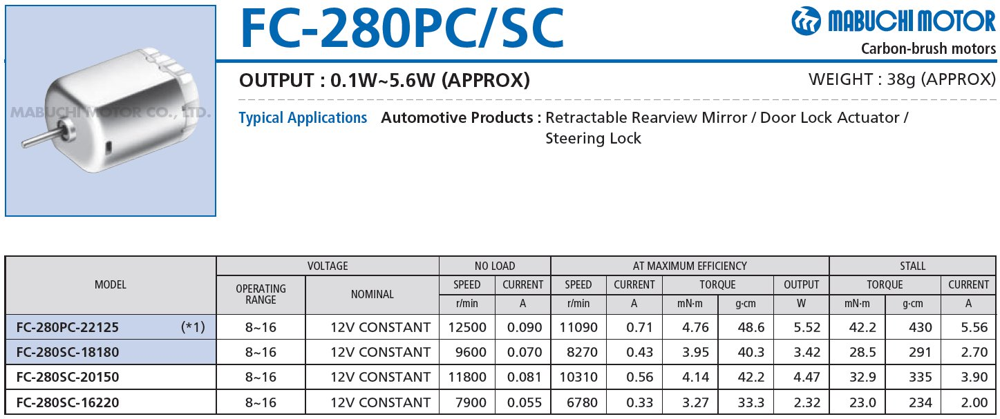 FC-280PC/SC
MABUCHI MOTOR
Carbon-brush motors
OUTPUT : 0.1W~5.6W (APPROX)
WEIGHT : 38g (APPROX)
MABUCHI MOTOR CO., LTD.
Typical Applications Automotive Products : Retractable Rearview Mirror / Door Lock Actuator /
Steering Lock
MODEL VOLTAGE NO LOAD AT MAXIMUM EFFICIENCY STALL
OPERATING RANGE NOMINAL SPEED CURRENT SPEED CURRENT TORQUE OUTPUT TORQUE CURRENT
r/min A r/min A mN·m g·cm W mN·m g·cm A
FC-280PC-22125 (*1) 8~16 12V CONSTANT 12500 0.090 11090 0.71 4.76 48.6 5.52 42.2 430 5.56
FC-280SC-18180 8~16 12V CONSTANT 9600 0.070 8270 0.43 3.95 40.3 3.42 28.5 291 2.70
FC-280SC-20150 8~16 12V CONSTANT 11800 0.081 10310 0.56 4.14 42.2 4.47 32.9 335 3.90
FC-280SC-16220 8~16 12V CONSTANT 7900 0.055 6780 0.33 3.27 33.3 2.32 23.0 234 2.00